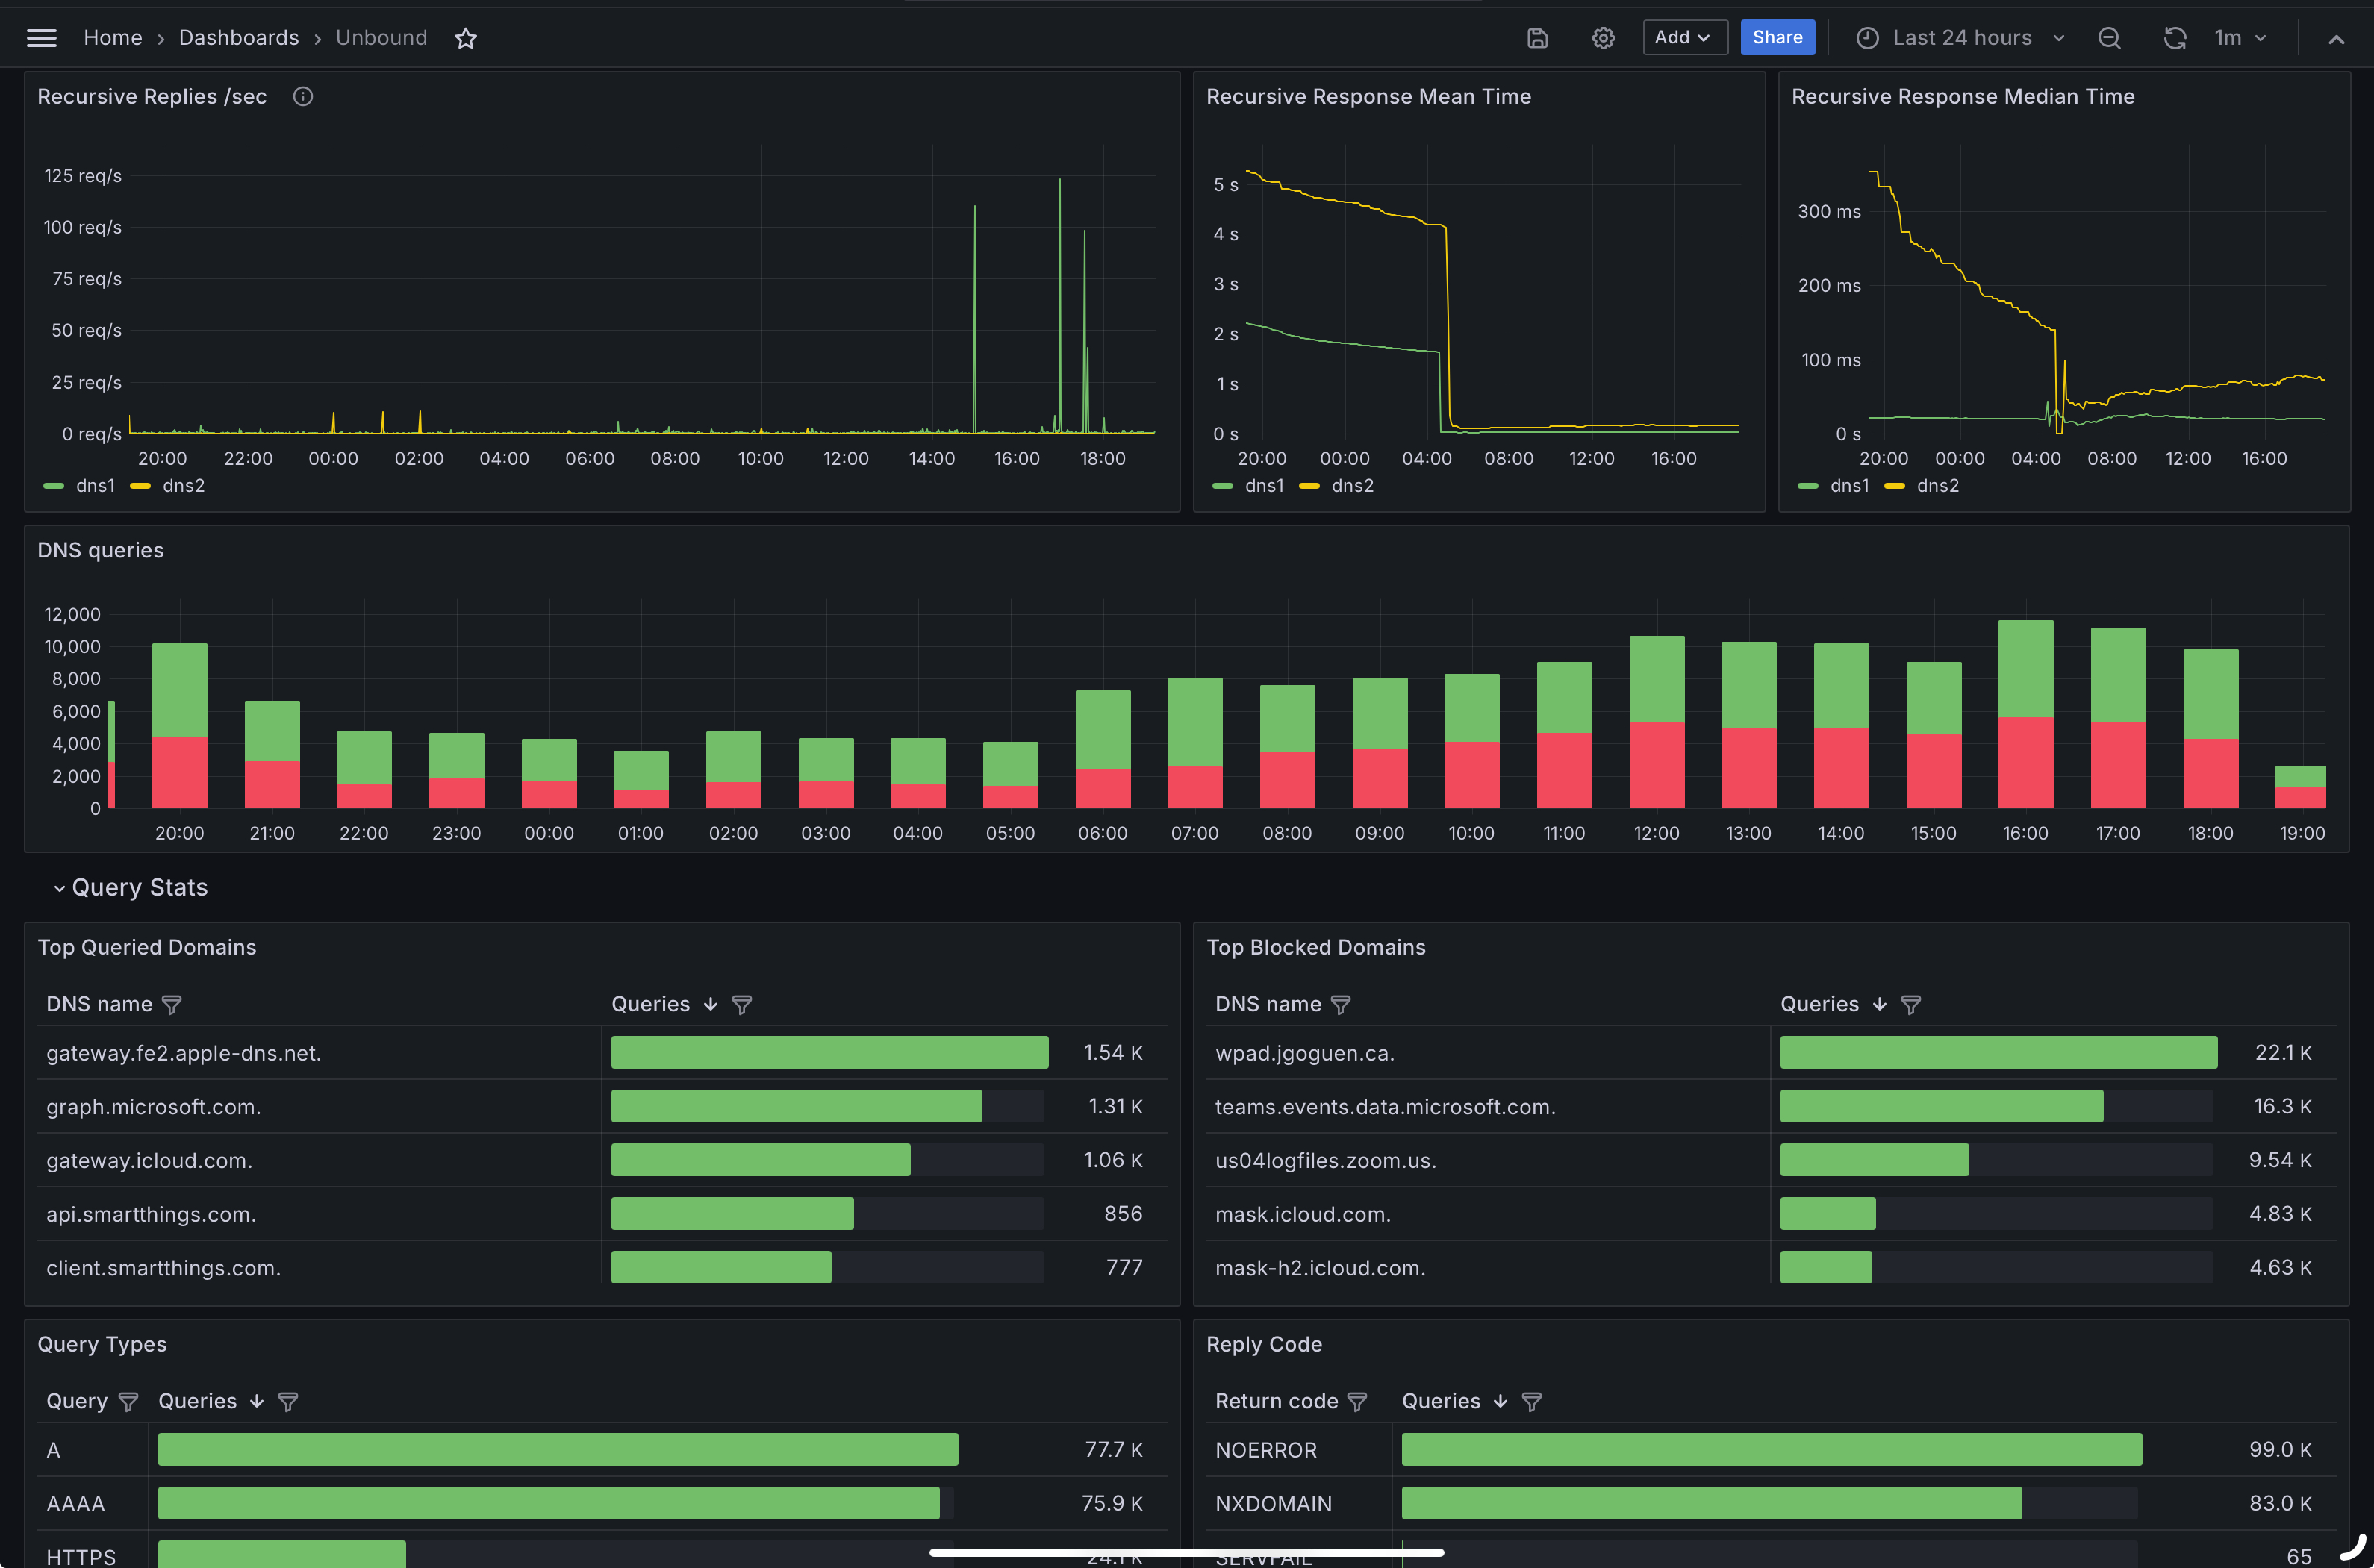 Home › Dashboards › Unbound
Add
Share
Last 24 hours
1m
Recursive Replies /sec
125 req/s
100 req/s
75 req/s
50 req/s
25 req/s
0 req/s
20:00 22:00 00:00 02:00 04:00 06:00 08:00 10:00 12:00 14:00 16:00 18:00
dns1 dns2
Recursive Response Mean Time
5 s
4 s
3 s
2 s
1 s
0 s
20:00 00:00 04:00 08:00 12:00 16:00
dns1 dns2
Recursive Response Median Time
300 ms
200 ms
100 ms
0 s
20:00 00:00 04:00 08:00 12:00 16:00
dns1 dns2
DNS queries
12,000
10,000
8,000
6,000
4,000
2,000
0
20:00 21:00 22:00 23:00 00:00 01:00 02:00 03:00 04:00 05:00 06:00 07:00 08:00 09:00 10:00 11:00 12:00 13:00 14:00 15:00 16:00 17:00 18:00 19:00
Query Stats
Top Queried Domains
DNS name Queries
gateway.fe2.apple-dns.net. 1.54 K
graph.microsoft.com. 1.31 K
gateway.icloud.com. 1.06 K
api.smartthings.com. 856
client.smartthings.com. 777
Top Blocked Domains
DNS name Queries
wpad.jgoguen.ca. 22.1 K
teams.events.data.microsoft.com. 16.3 K
us04logfiles.zoom.us. 9.54 K
mask.icloud.com. 4.83 K
mask-h2.icloud.com. 4.63 K
Query Types
Query Queries
A 77.7 K
AAAA 75.9 K
HTTPS 24.1 K
Reply Code
Return code Queries
NOERROR 99.0 K
NXDOMAIN 83.0 K
SERVFAIL 65